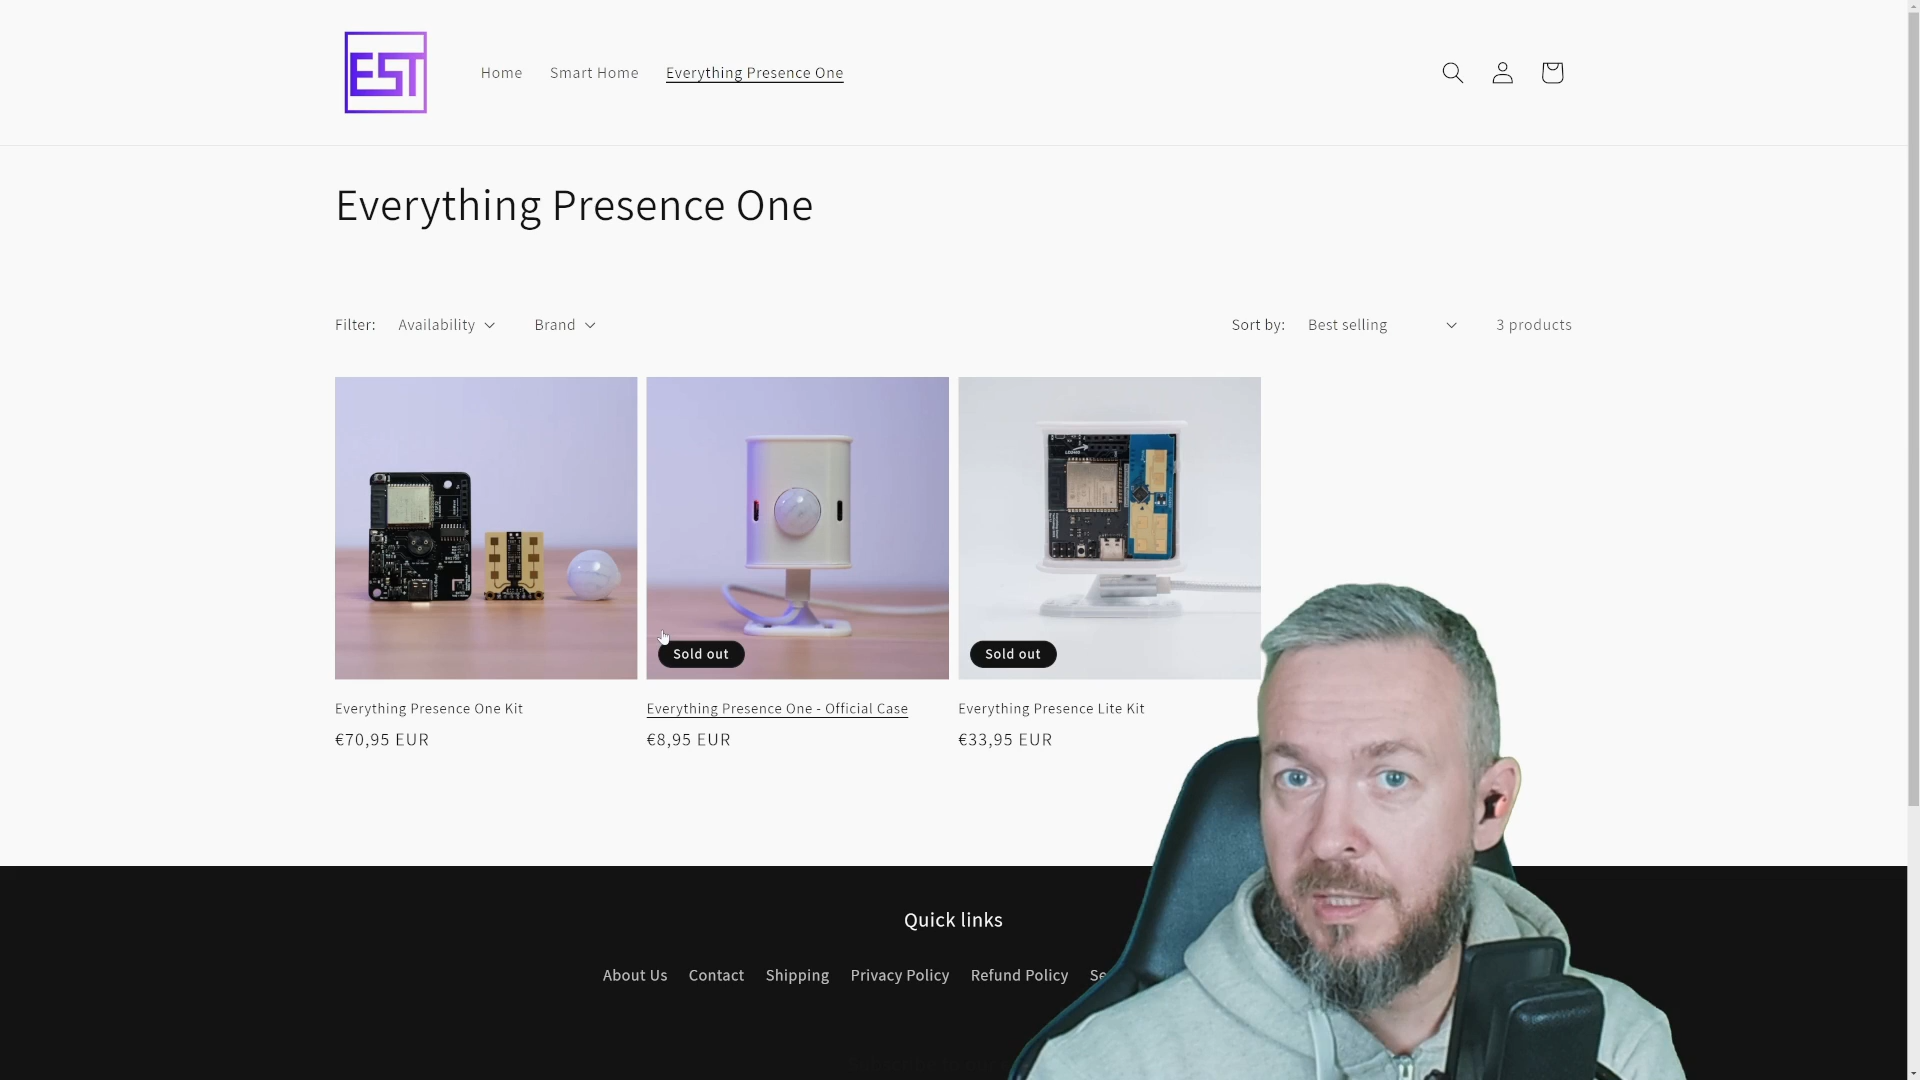 EST
Home
Smart Home
Everything Presence One
Everything Presence One
Filter:
Availability
Brand
Sort by:
Best selling
3 products
Sold out
Sold out
Everything Presence One Kit
Everything Presence One - Official Case
Everything Presence Lite Kit
€70,95 EUR
€8,95 EUR
€33,95 EUR
Quick links
About Us
Contact
Shipping
Privacy Policy
Refund Policy